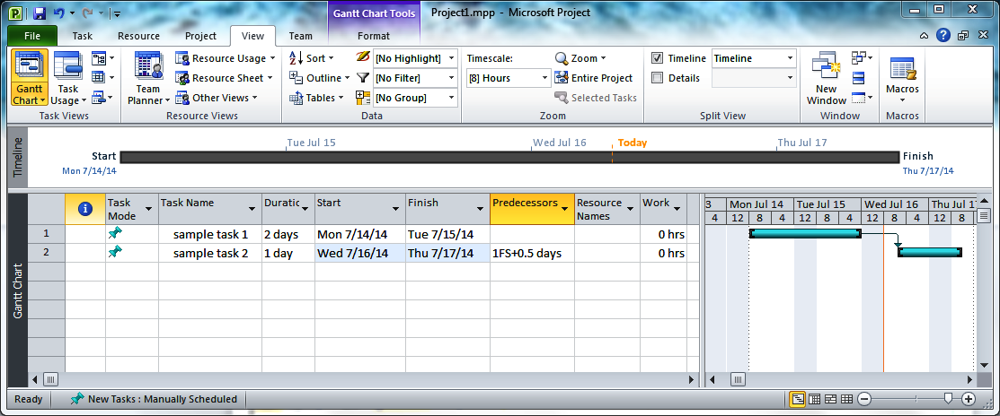 Gantt Chart Tools Project1.mpp - Microsoft Project
File Task Resource Project View Team Format
Gantt Chart Task Usage Task Views
Team Planner Resource Usage Resource Sheet Other Views Resource Views
Sort Outline Tables [No Highlight] [No Filter] [No Group] Data
Timescale: [8] Hours Zoom Entire Project Selected Tasks Zoom
Timeline Timeline Details Split View
New Window Window
Macros Macros
Timeline
Tue Jul 15 Wed Jul 16 Today Thu Jul 17
Start Finish
Mon 7/14/14 Thu 7/17/14
Gantt Chart
Task Mode Task Name Duratic Start Finish Predecessors Resource Names Work
3 Mon Jul 14 Tue Jul 15 Wed Jul 16 Thu Jul 1
4 12 8 4 12 8 4 12 8 4 12 8
1 sample task 1 2 days Mon 7/14/14 Tue 7/15/14 0 hrs
2 sample task 2 1 day Wed 7/16/14 Thu 7/17/14 1FS+0.5 days 0 hrs
Ready New Tasks : Manually Scheduled